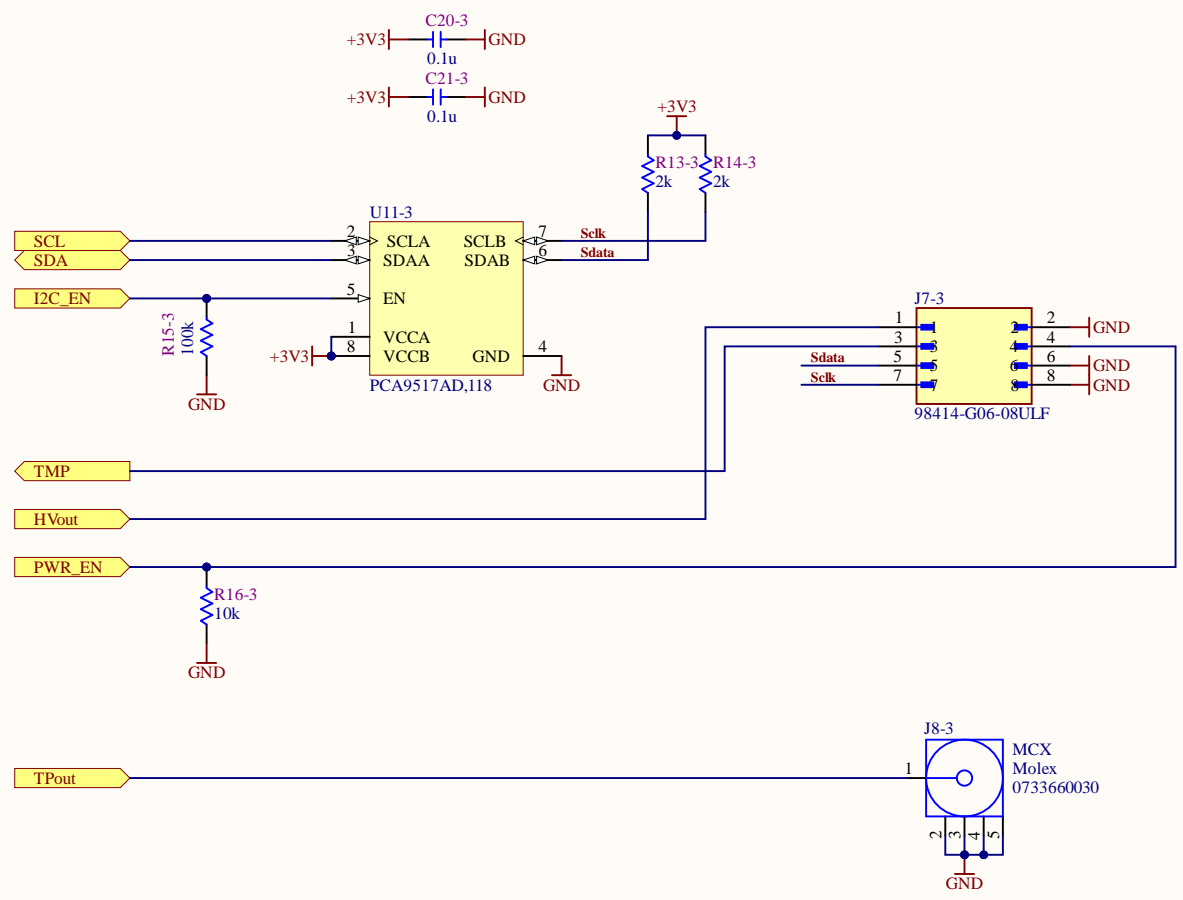 C20-3
+3V3 GND
0.1u
C21-3
+3V3 GND
0.1u
+3V3
R13-3 R14-3
2k 2k
U11-3
SCL 2 SCLA SCLB 7 Sclk
SDA 3 SDAA SDAB 6 Sdata
I2C_EN 5 EN
R15-3
100k
1 VCCA
+3V3 8 VCCB GND 4
PCA9517AD,118
GND
GND
J7-3
1 1 2 2 GND
3 3 4 4
Sdata 5 5 6 6 GND
Sclk 7 7 8 8 GND
98414-G06-08ULF
TMP
HVout
PWR_EN
R16-3
10k
GND
J8-3
MCX
Molex
0733660030
TPout 1
2 3 4 5
GND